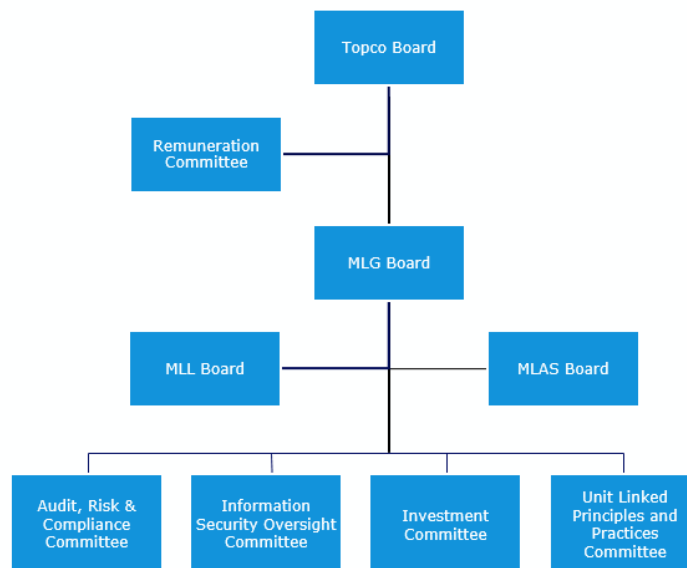 Topco Board
Remuneration
Committee
MLG Board
MLL Board
MLAS Board
Audit, Risk &
Compliance
Committee
Information
Security Oversight
Committee
Investment
Committee
Unit Linked
Principles and
Practices
Committee